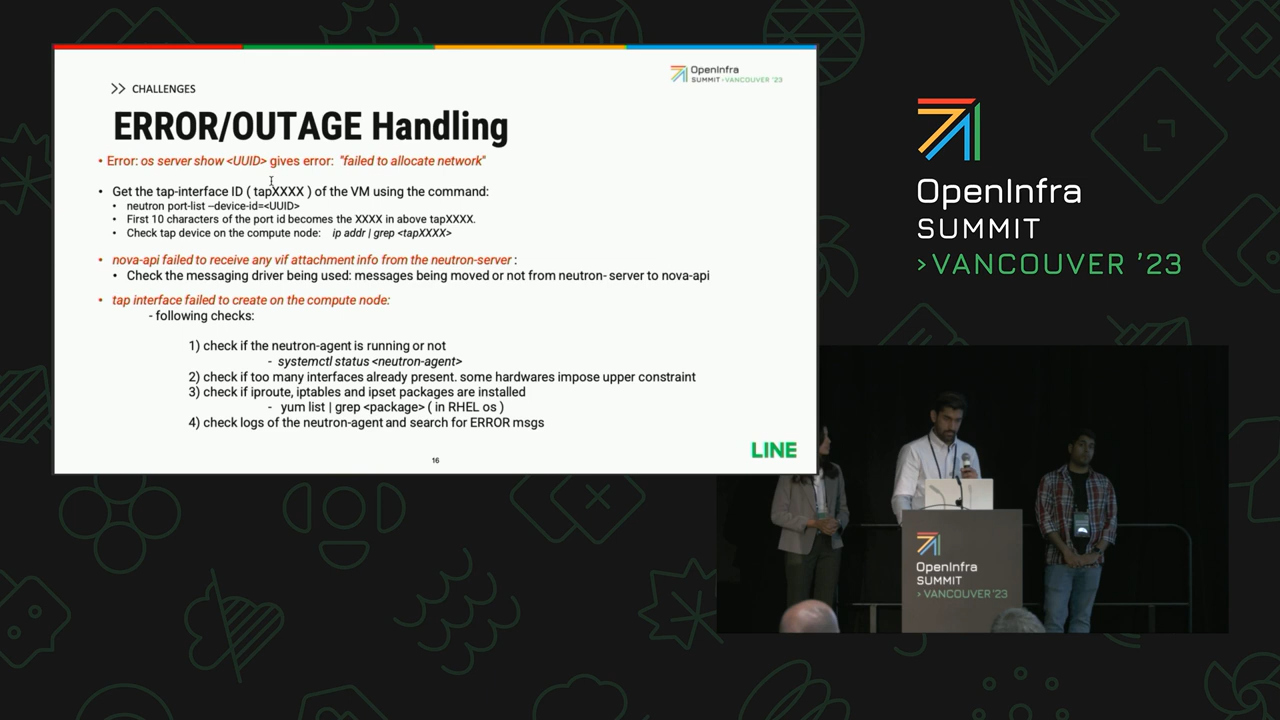 OpenInfra
SUMMIT >VANCOUVER '23
>> CHALLENGES
ERROR/OUTAGE Handling
• Error: os server show <UUID> gives error: "failed to allocate network"
• Get the tap-interface ID ( tapXXXX ) of the VM using the command:
• neutron port-list --device-id=<UUID>
• First 10 characters of the port id becomes the XXXX in above tapXXXX.
• Check tap device on the compute node: ip addr | grep <tapXXXX>
• nova-api failed to receive any vif attachment info from the neutron-server :
• Check the messaging driver being used: messages being moved or not from neutron- server to nova-api
• tap interface failed to create on the compute node:
- following checks:
1) check if the neutron-agent is running or not
- systemctl status <neutron-agent>
2) check if too many interfaces already present. some hardwares impose upper constraint
3) check if iproute, iptables and ipset packages are installed
- yum list | grep <package> ( in RHEL os )
4) check logs of the neutron-agent and search for ERROR msgs
LINE
16
OpenInfra
SUMMIT
>VANCOUVER '23
OpenInfra
SUMMIT
>VANCOUVER '23